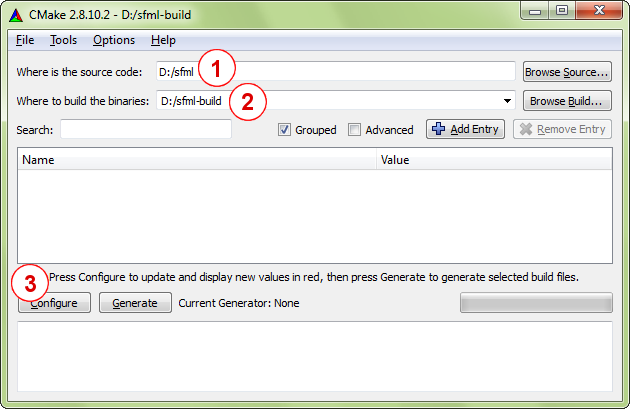 CMake 2.8.10.2 - D:/sfml-build
File Tools Options Help
Where is the source code: D:/sfml 1 Browse Source...
Where to build the binaries: D:/sfml-build 2 Browse Build...
Search: Grouped Advanced Add Entry Remove Entry
Name Value
3 Press Configure to update and display new values in red, then press Generate to generate selected build files.
Configure Generate Current Generator: None